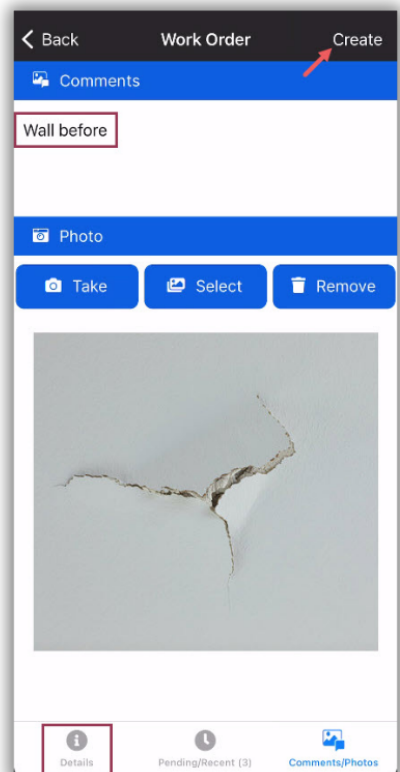 Back Work Order Create
Comments
Wall before
Photo
Take Select Remove
Details Pending/Recent (3) Comments/Photos